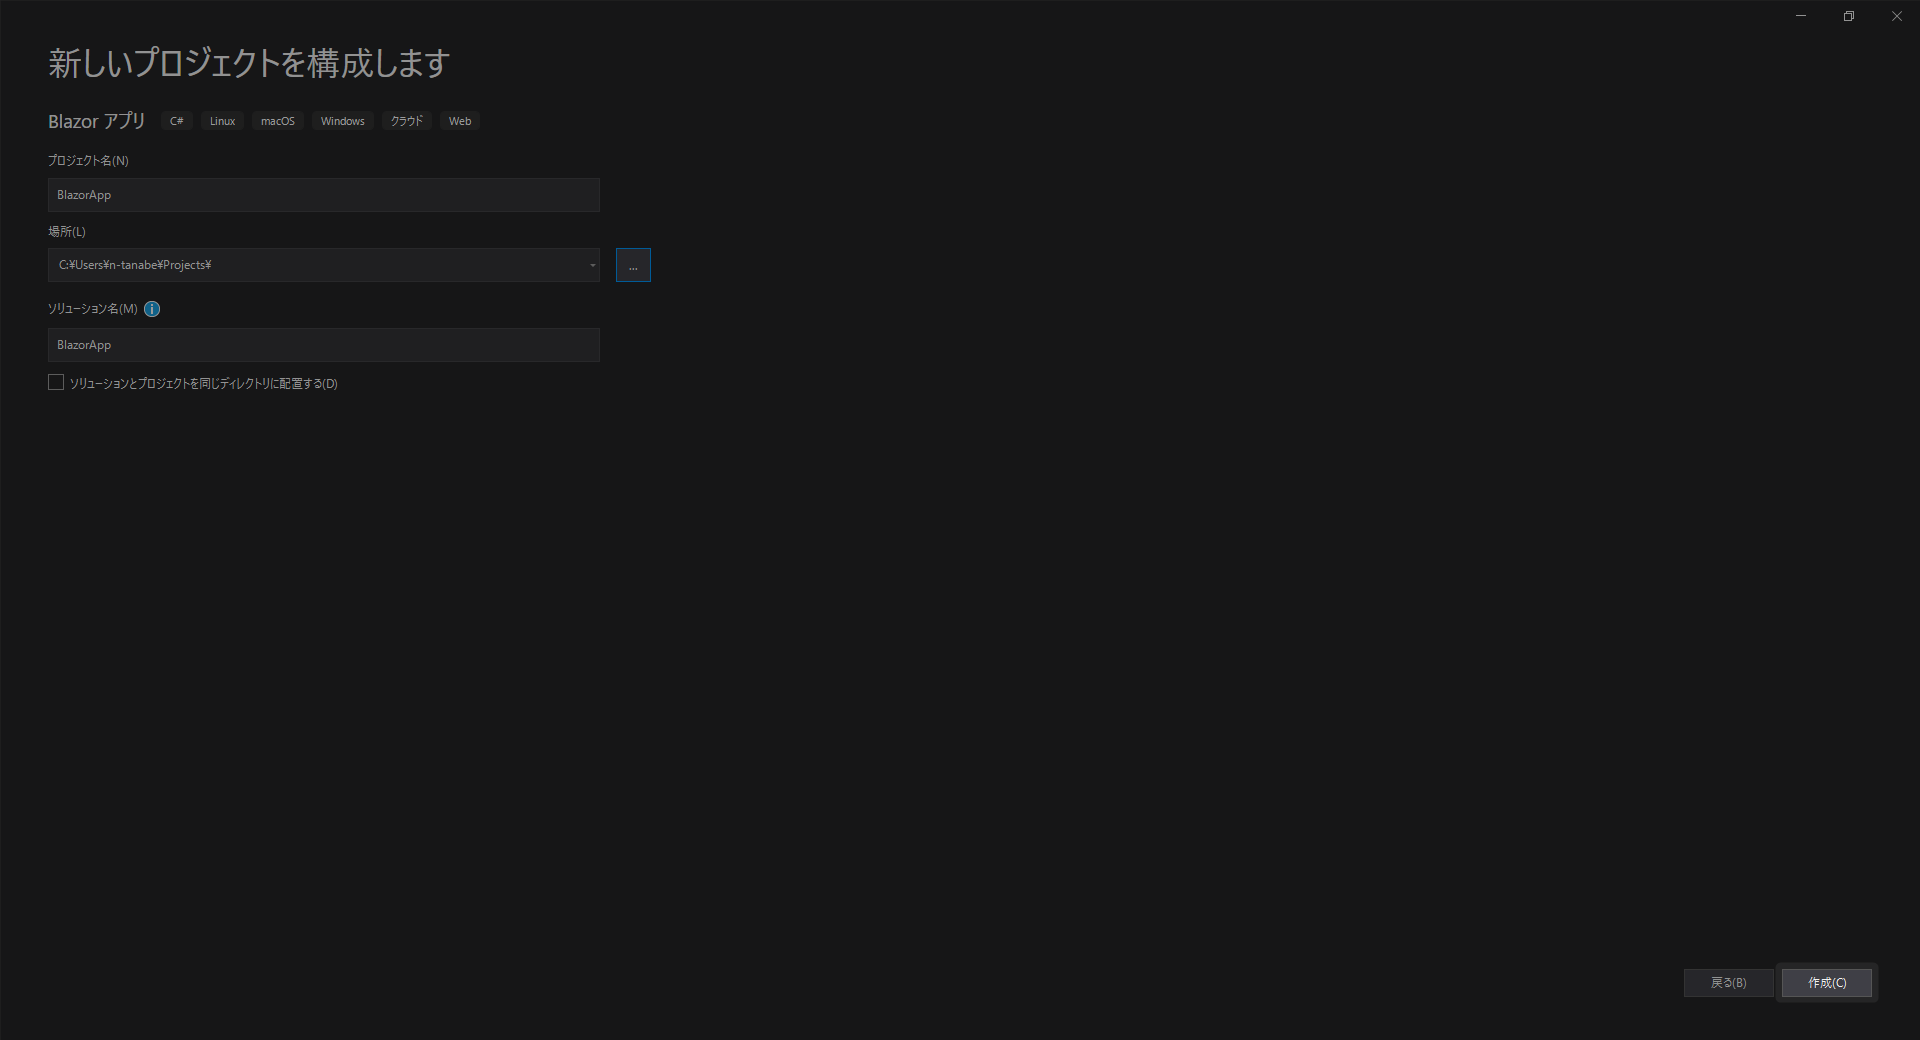 新しいプロジェクトを構成します
Blazor アプリ C# Linux macOS Windows クラウド Web
プロジェクト名(N)
BlazorApp
場所(L)
C:¥Users¥n-tanabe¥Projects¥
...
ソリューション名(M)
BlazorApp
ソリューションとプロジェクトを同じディレクトリに配置する(D)
戻る(B) 作成(C)